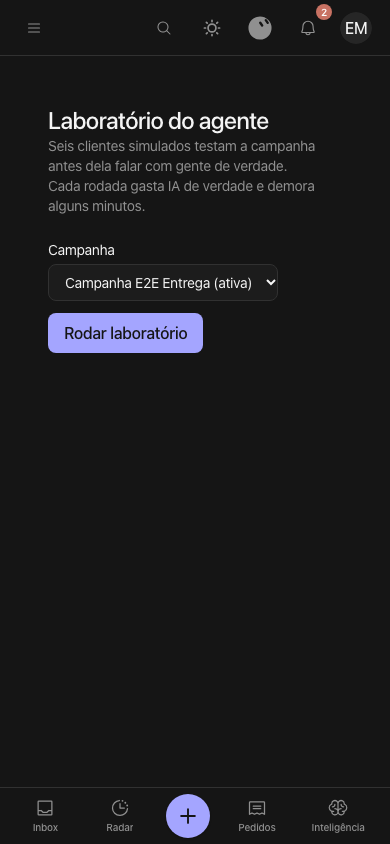 2
EM
Laboratório do agente
Seis clientes simulados testam a campanha
antes dela falar com gente de verdade.
Cada rodada gasta IA de verdade e demora
alguns minutos.
Campanha
Campanha E2E Entrega (ativa)
Rodar laboratório
Inbox
Radar
Pedidos
Inteligência